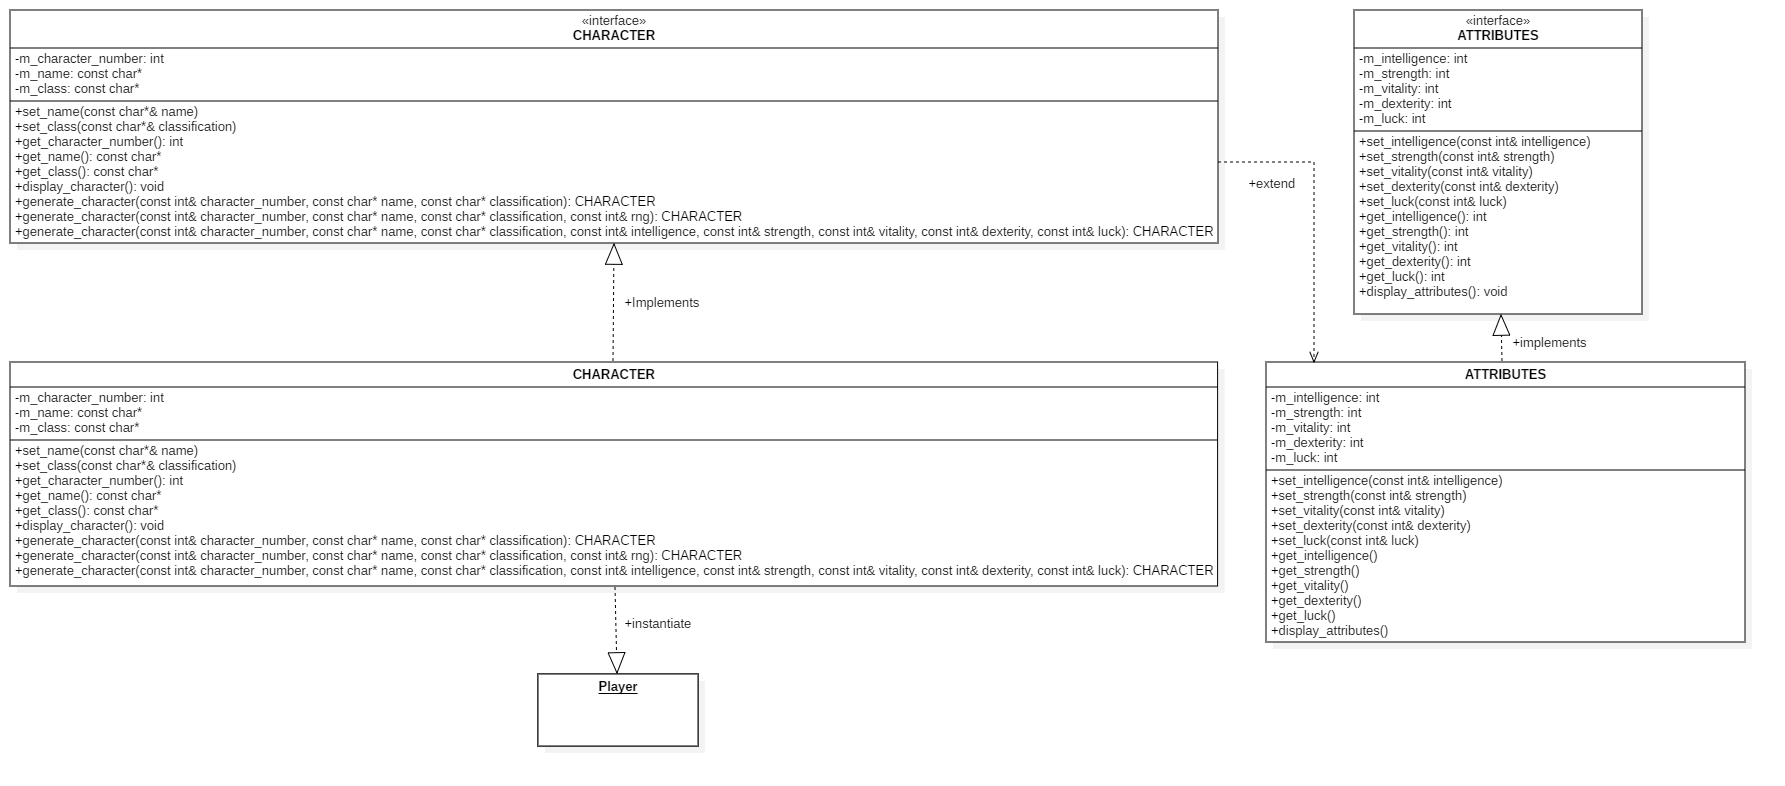 «interface»
CHARACTER
-m_character_number: int
-m_name: const char*
-m_class: const char*
+set_name(const char*& name)
+set_class(const char*& classification)
+get_character_number(): int
+get_name(): const char*
+get_class(): const char*
+display_character(): void
+generate_character(const int& character_number, const char* name, const char* classification): CHARACTER
+generate_character(const int& character_number, const char* name, const char* classification, const int& rng): CHARACTER
+generate_character(const int& character_number, const char* name, const char* classification, const int& intelligence, const int& strength, const int& vitality, const int& dexterity, const int& luck): CHARACTER
+extend
«interface»
ATTRIBUTES
-m_intelligence: int
-m_strength: int
-m_vitality: int
-m_dexterity: int
-m_luck: int
+set_intelligence(const int& intelligence)
+set_strength(const int& strength)
+set_vitality(const int& vitality)
+set_dexterity(const int& dexterity)
+set_luck(const int& luck)
+get_intelligence(): int
+get_strength(): int
+get_vitality(): int
+get_dexterity(): int
+get_luck(): int
+display_attributes(): void
+Implements
+implements
CHARACTER
-m_character_number: int
-m_name: const char*
-m_class: const char*
+set_name(const char*& name)
+set_class(const char*& classification)
+get_character_number(): int
+get_name(): const char*
+get_class(): const char*
+display_character(): void
+generate_character(const int& character_number, const char* name, const char* classification): CHARACTER
+generate_character(const int& character_number, const char* name, const char* classification, const int& rng): CHARACTER
+generate_character(const int& character_number, const char* name, const char* classification, const int& intelligence, const int& strength, const int& vitality, const int& dexterity, const int& luck): CHARACTER
ATTRIBUTES
-m_intelligence: int
-m_strength: int
-m_vitality: int
-m_dexterity: int
-m_luck: int
+set_intelligence(const int& intelligence)
+set_strength(const int& strength)
+set_vitality(const int& vitality)
+set_dexterity(const int& dexterity)
+set_luck(const int& luck)
+get_intelligence()
+get_strength()
+get_vitality()
+get_dexterity()
+get_luck()
+display_attributes()
+instantiate
Player